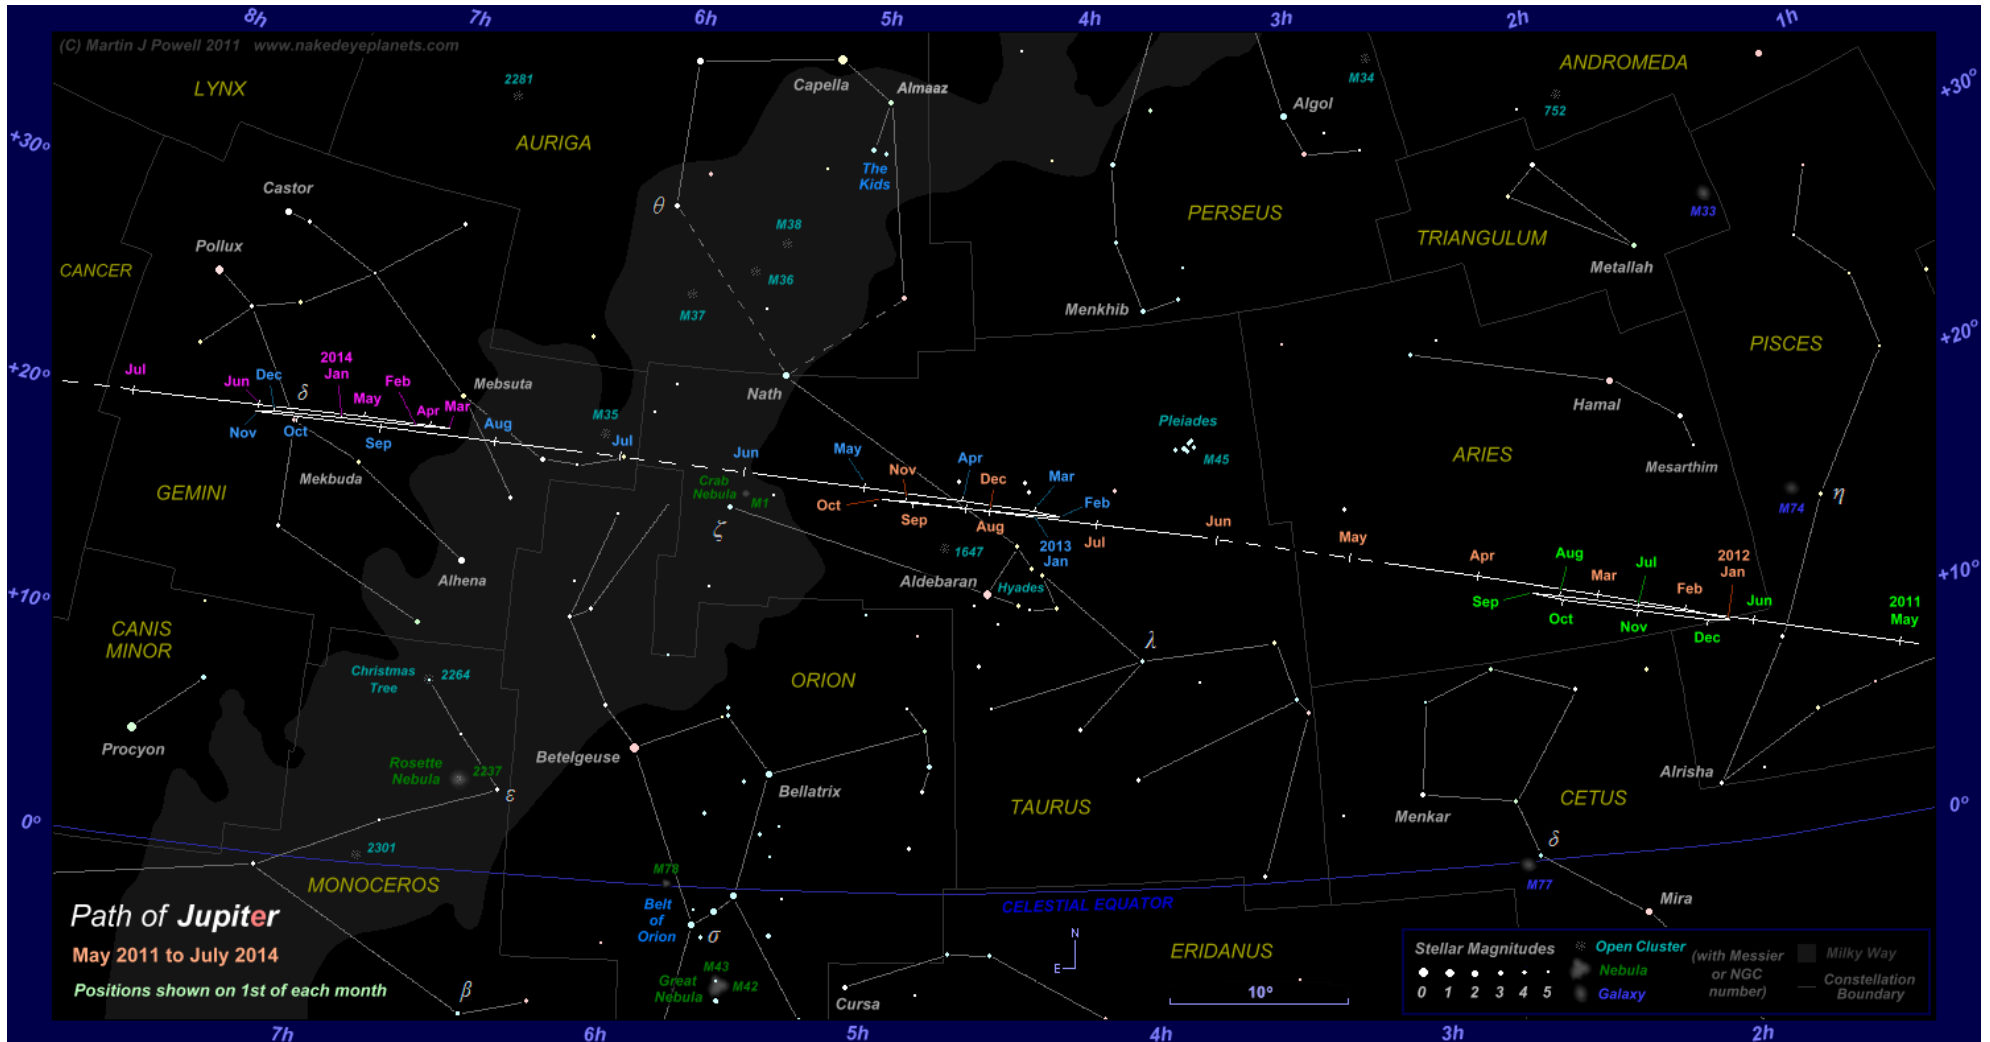 8h 7h 6h 5h 4h 3h 2h 1h
(C) Martin J Powell 2011 www.nakedeyeplanets.com
LYNX
2281
AURIGA
Capella
Almaaz
The
Kids
Algol
M34
ANDROMEDA
752
+30º
+30º
Castor
θ
M38
PERSEUS
TRIANGULUM
M33
Pollux
CANCER
M36
Metallah
M37
Menkhib
PISCES
+20º
+20º
Jul
Jun
Dec
2014
Jan
δ
May
Feb
Apr
Mar
Mebsuta
Nath
Hamal
Nov
Oct
Sep
Aug
M35
Jul
Jun
May
Pleiades
M45
ARIES
Mesarthim
Mekbuda
GEMINI
Crab
Nebula
M1
ζ
Nov
Apr
Dec
Mar
Feb
Oct
Sep
Aug
2013
Jan
Jul
Jun
May
M74
η
Alhena
1647
Aldebaran
Hyades
Apr
Aug
Mar
Jul
Feb
2012
Jan
Jun
2011
May
Sep
Oct
Nov
Dec
+10º
+10º
CANIS
MINOR
Christmas
Tree
2264
ORION
λ
Procyon
Rosette
Nebula
2237
ε
Betelgeuse
Bellatrix
TAURUS
Menkar
CETUS
Alrisha
0º
0º
2301
MONOCEROS
M78
δ
M77
Mira
CELESTIAL EQUATOR
Belt
of
Orion
σ
N
E
ERIDANUS
M43
Great
Nebula
M42
Cursa
β
10º
Path of Jupiter
May 2011 to July 2014
Positions shown on 1st of each month
Stellar Magnitudes
0 1 2 3 4 5
Open Cluster
Nebula
Galaxy
(with Messier
or NGC
number)
Milky Way
Constellation
Boundary
7h 6h 5h 4h 3h 2h